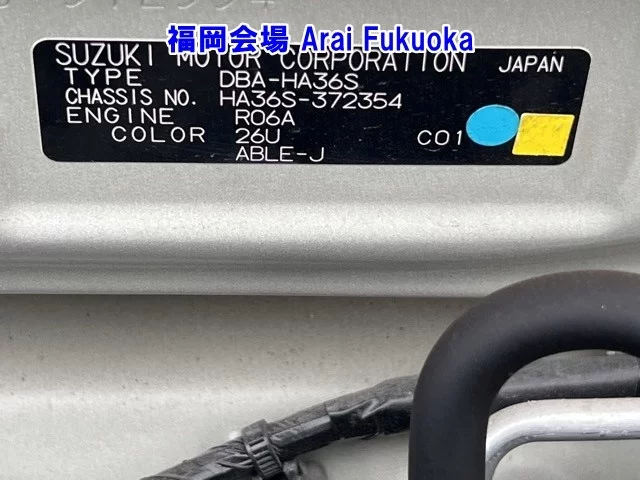 福岡会場 Arai Fukuoka
SUZUKI MOTOR CORPORATION JAPAN
TYPE DBA-HA36S
CHASSIS NO. HA36S-372354
ENGINE R06A
COLOR 26U C01
ABLE-J